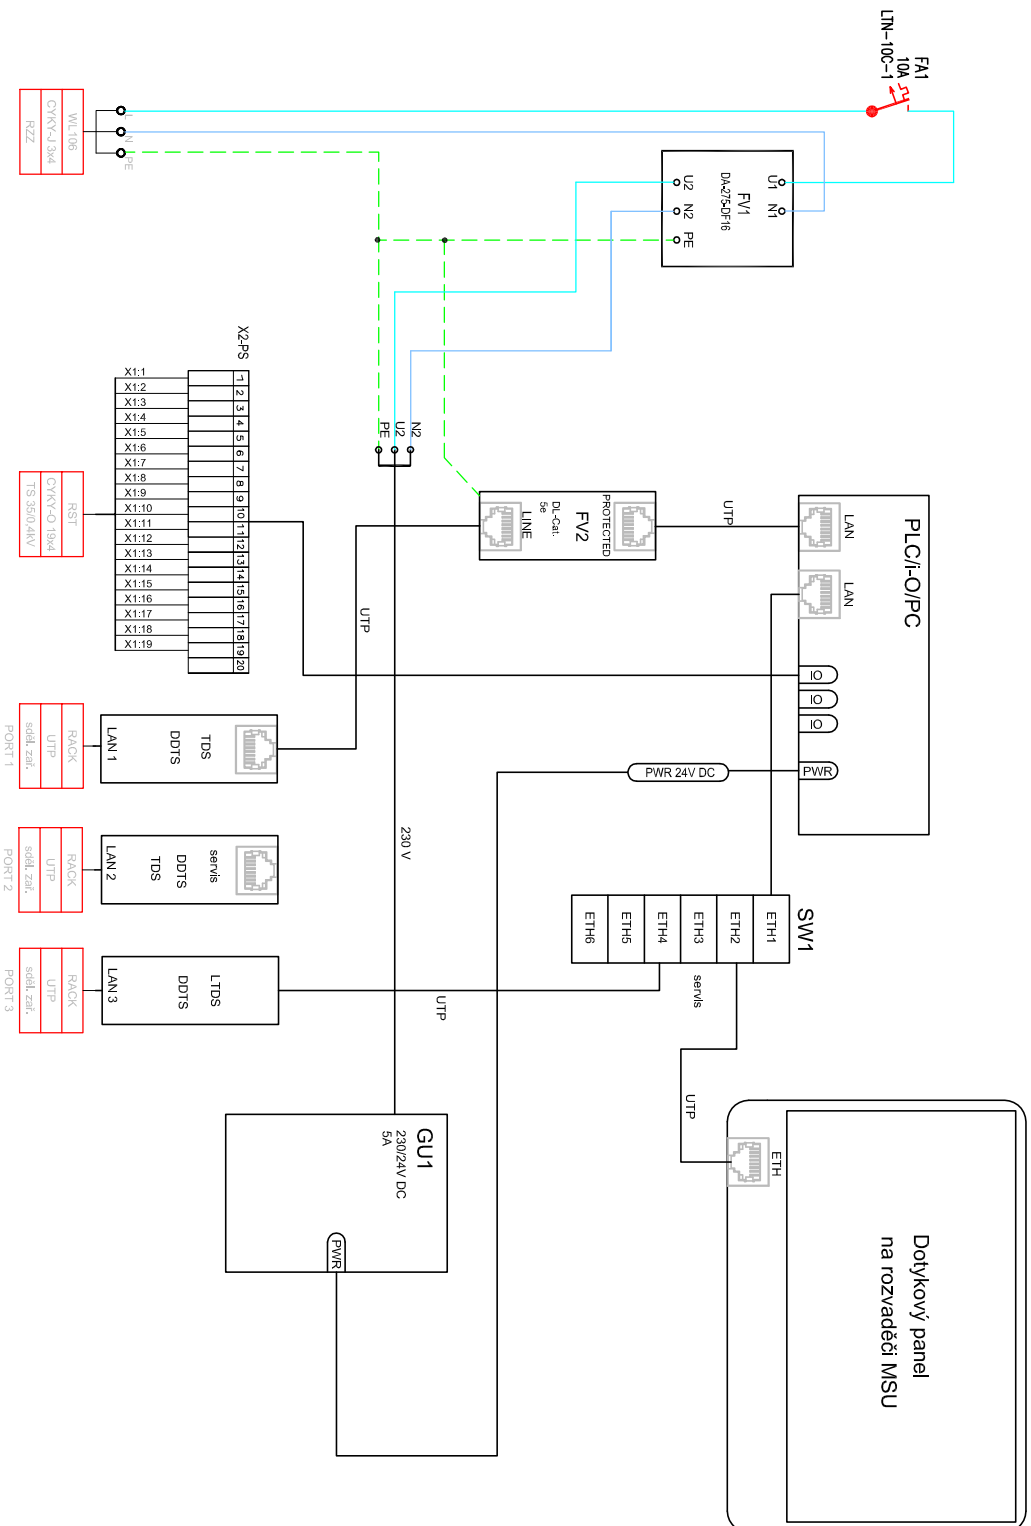 FA1
10A
LTN-10C-1
WL106
CYKY-J 3x4
RZZ
L
N
PE
FV1
DA-275-DF16
U1
N1
U2
N2
PE
N2
U2
PE
X2-PS
1
2
3
4
5
6
7
8
9
10
11
12
13
14
15
16
17
18
19
20
X1:1
X1:2
X1:3
X1:4
X1:5
X1:6
X1:7
X1:8
X1:9
X1:10
X1:11
X1:12
X1:13
X1:14
X1:15
X1:16
X1:17
X1:18
X1:19
RST
CYKY-O 19x4
TS 35/0,4kV
PROTECTED
FV2
DL-Cat.
5e
LINE
UTP
UTP
PLC/i-O/PC
LAN
LAN
IO
IO
IO
PWR
PWR 24V DC
TDS
DDTS
LAN 1
RACK
UTP
sděl. zař.
PORT 1
servis
DDTS
TDS
LAN 2
RACK
UTP
sděl. zař.
PORT 2
LTDS
DDTS
LAN 3
RACK
UTP
sděl. zař.
PORT 3
230 V
SW1
ETH1
ETH2
ETH3
ETH4
ETH5
ETH6
servis
UTP
UTP
ETH
GU1
230/24V DC
5A
PWR
Dotykový panel
na rozvaděči MSU